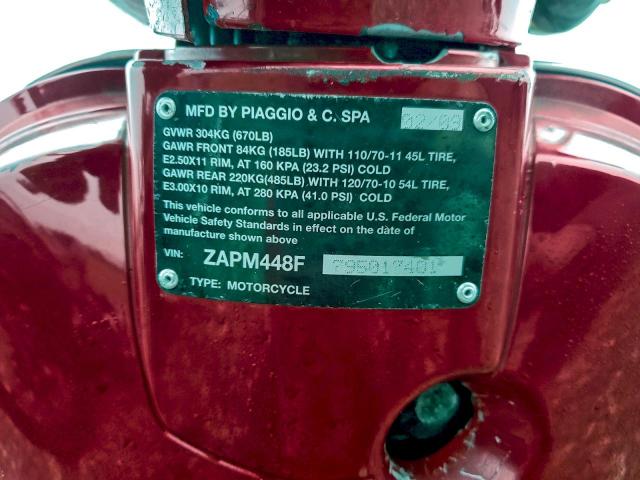 MFD BY PIAGGIO & C. SPA 02/09
GVWR 304KG (670LB)
GAWR FRONT 84KG (185LB) WITH 110/70-11 45L TIRE,
E2.50X11 RIM, AT 160 KPA (23.2 PSI) COLD
GAWR REAR 220KG(485LB) WITH 120/70-10 54L TIRE,
E3.00X10 RIM, AT 280 KPA (41.0 PSI) COLD
This vehicle conforms to all applicable U.S. Federal Motor
Vehicle Safety Standards in effect on the date of
manufacture shown above
VIN: ZAPM448F
TYPE: MOTORCYCLE